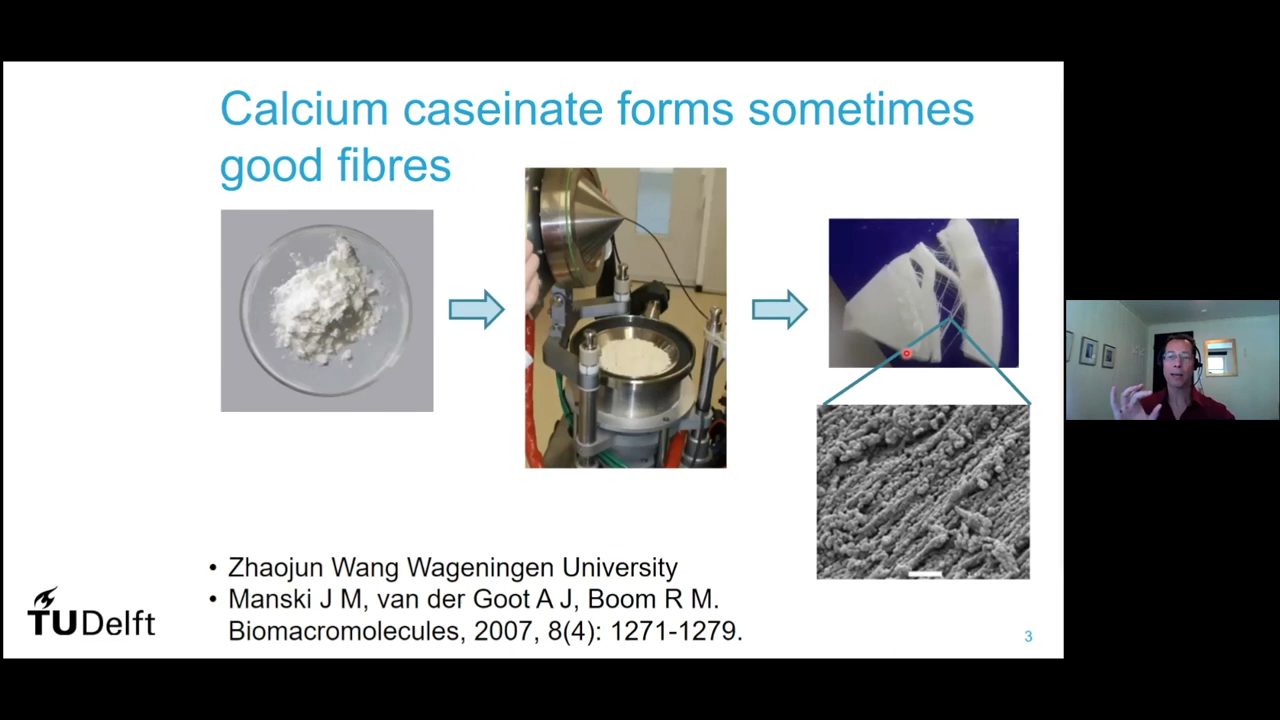 Calcium caseinate forms sometimes
good fibres
• Zhaojun Wang Wageningen University
• Manski J M, van der Goot A J, Boom R M.
Biomacromolecules, 2007, 8(4): 1271-1279.
TUDelft
3